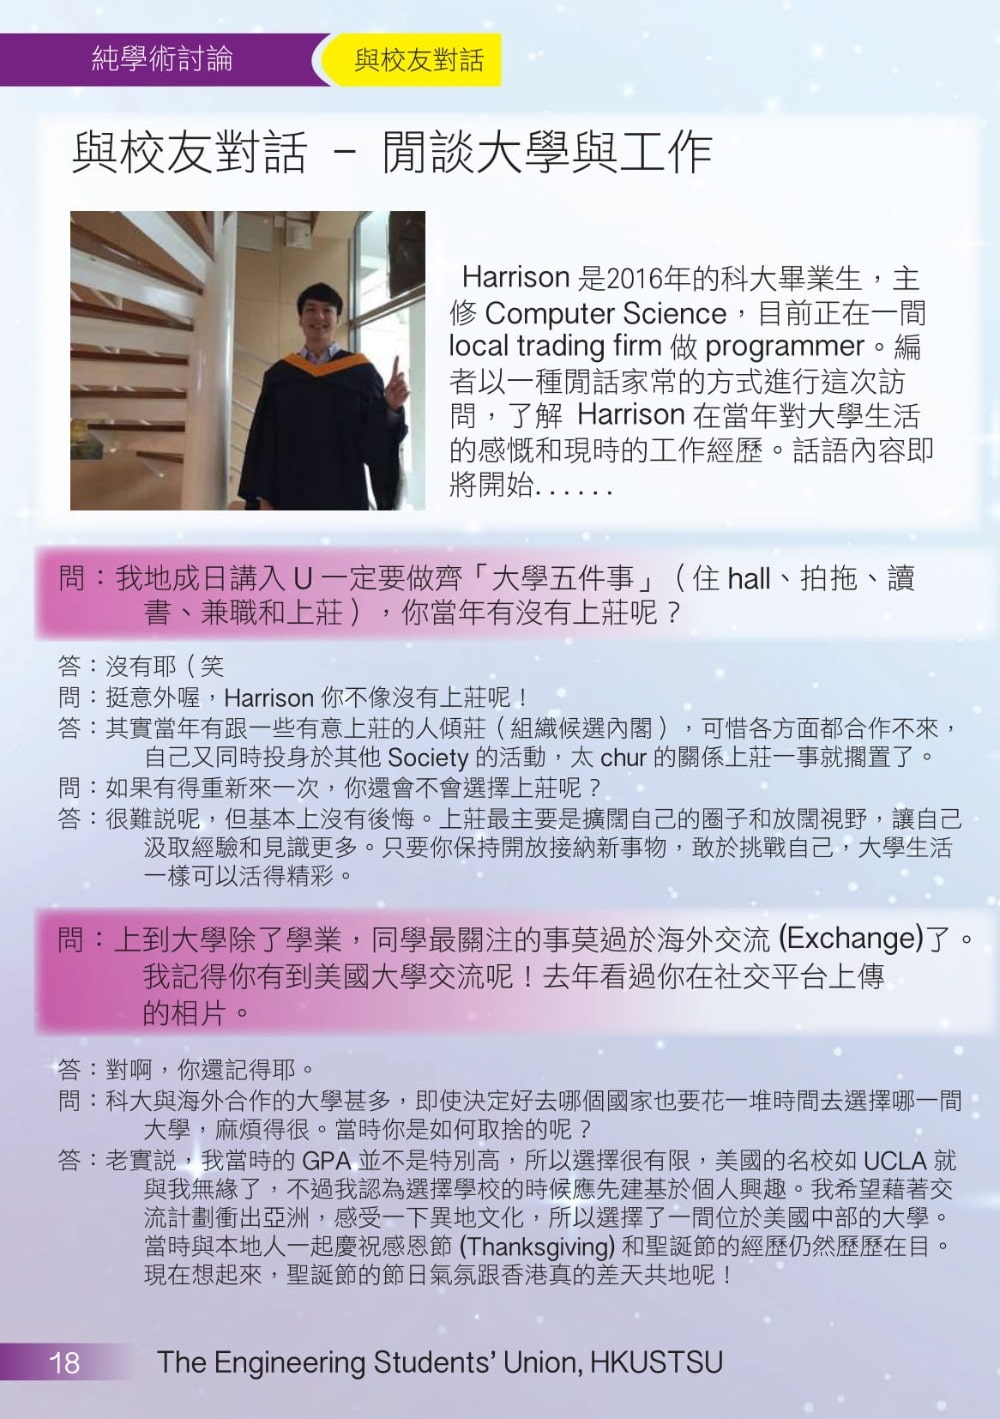 純學術討論
與校友對話
與校友對話 - 閒談大學與工作
Harrison 是2016年的科大畢業生，主
修 Computer Science，目前正在一間
local trading firm 做 programmer。編
者以一種閒話家常的方式進行這次訪
問，了解 Harrison 在當年對大學生活
的感慨和現時的工作經歷。話語內容即
將開始......
問：我地成日講入 U 一定要做齊「大學五件事」（住 hall、拍拖、讀
書、兼職和上莊），你當年有沒有上莊呢？
答：沒有耶（笑
問：挺意外喔，Harrison 你不像沒有上莊呢！
答：其實當年有跟一些有意上莊的人傾莊（組織候選內閣），可惜各方面都合作不來，
自己又同時投身於其他 Society 的活動，太 chur 的關係上莊一事就擱置了。
問：如果有得重新來一次，你還會不會選擇上莊呢？
答：很難說呢，但基本上沒有後悔。上莊最主要是擴闊自己的圈子和放闊視野，讓自己
汲取經驗和見識更多。只要你保持開放接納新事物，敢於挑戰自己，大學生活
一樣可以活得精彩。
問：上到大學除了學業，同學最關注的事莫過於海外交流 (Exchange)了。
我記得你有到美國大學交流呢！去年看過你在社交平台上傳
的相片。
答：對啊，你還記得耶。
問：科大與海外合作的大學甚多，即使決定好去哪個國家也要花一堆時間去選擇哪一間
大學，麻煩得很。當時你是如何取捨的呢？
答：老實說，我當時的 GPA 並不是特別高，所以選擇很有限，美國的名校如 UCLA 就
與我無緣了，不過我認為選擇學校的時候應先建基於個人興趣。我希望藉著交
流計劃衝出亞洲，感受一下異地文化，所以選擇了一間位於美國中部的大學。
當時與本地人一起慶祝感恩節 (Thanksgiving) 和聖誕節的經歷仍然歷歷在目。
現在想起來，聖誕節的節日氣氛跟香港真的差天共地呢！
18
The Engineering Students’ Union, HKUSTSU